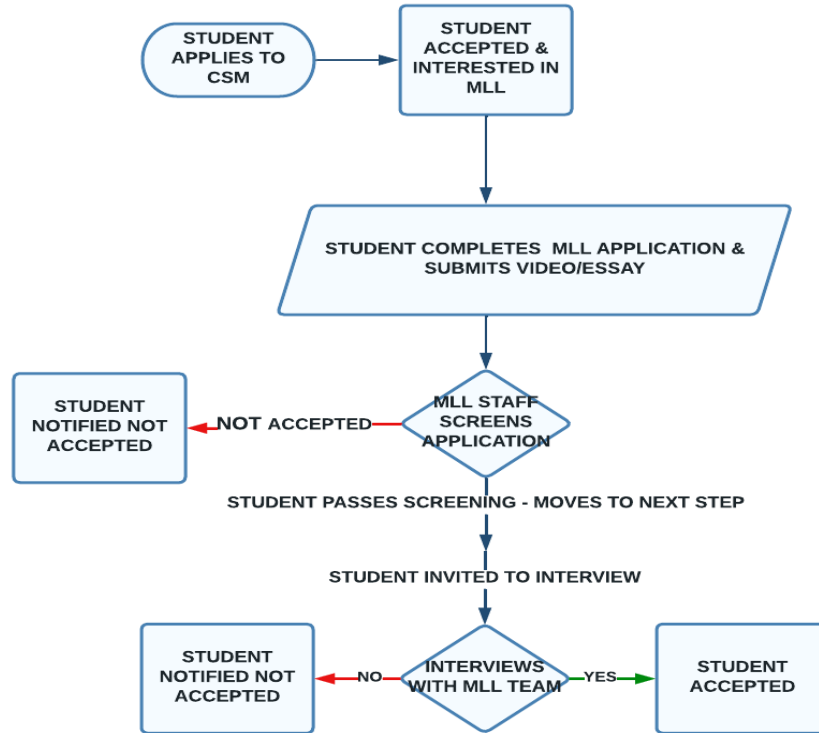 STUDENT
APPLIES TO
CSM
STUDENT
ACCEPTED &
INTERESTED IN
MLL
STUDENT COMPLETES  MLL APPLICATION &
SUBMITS VIDEO/ESSAY
MLL STAFF
SCREENS
APPLICATION
NOT ACCEPTED
STUDENT
NOTIFIED NOT
ACCEPTED
STUDENT PASSES SCREENING - MOVES TO NEXT STEP
STUDENT INVITED TO INTERVIEW
INTERVIEWS
WITH MLL TEAM
NO
STUDENT
NOTIFIED NOT
ACCEPTED
YES
STUDENT
ACCEPTED